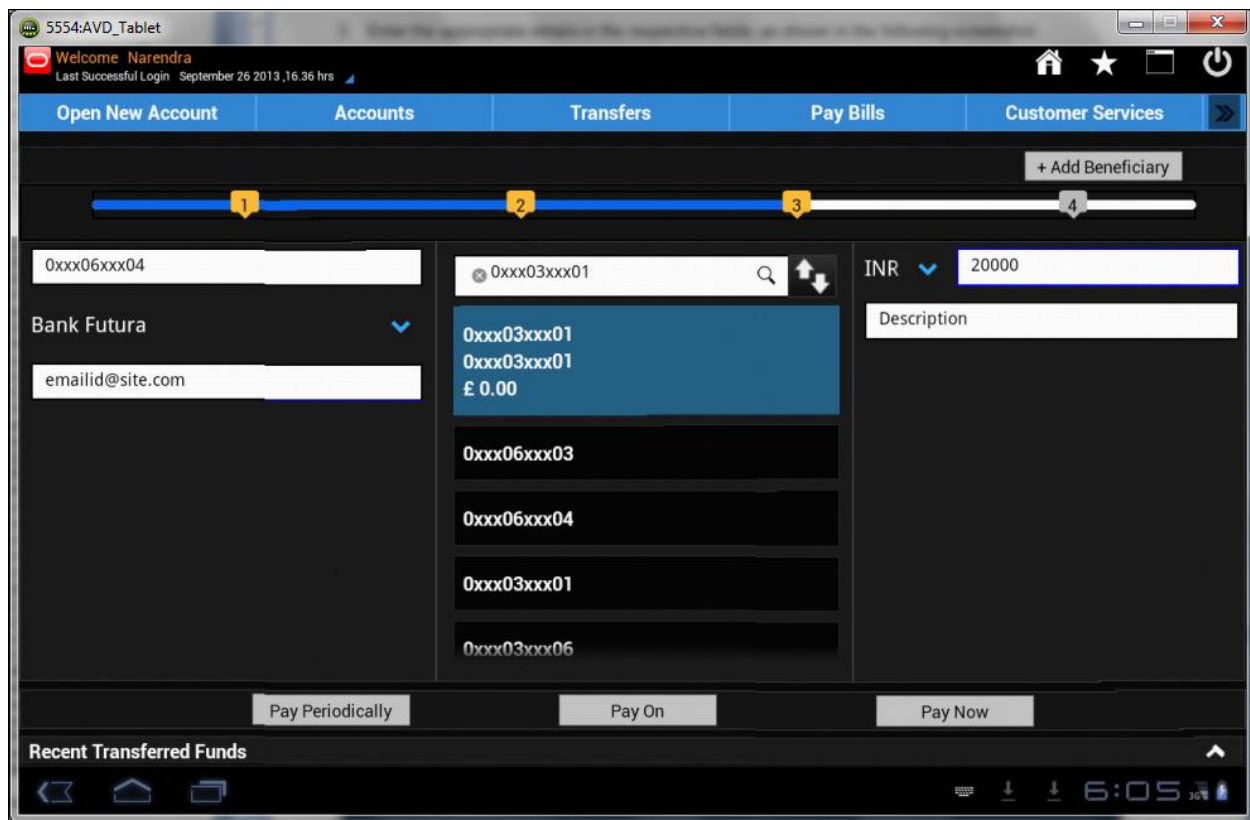 5554:AVD_Tablet
Welcome Narendra
Last Successful Login September 26 2013 ,16.36 hrs
Open New Account Accounts Transfers Pay Bills Customer Services
+ Add Beneficiary
1 2 3 4
0xxx06xxx04
Bank Futura
emailid@site.com
0xxx03xxx01
0xxx03xxx01
0xxx03xxx01
£ 0.00
0xxx06xxx03
0xxx06xxx04
0xxx03xxx01
0xxx03xxx06
INR 20000
Description
Pay Periodically Pay On Pay Now
Recent Transferred Funds
6:05 3G